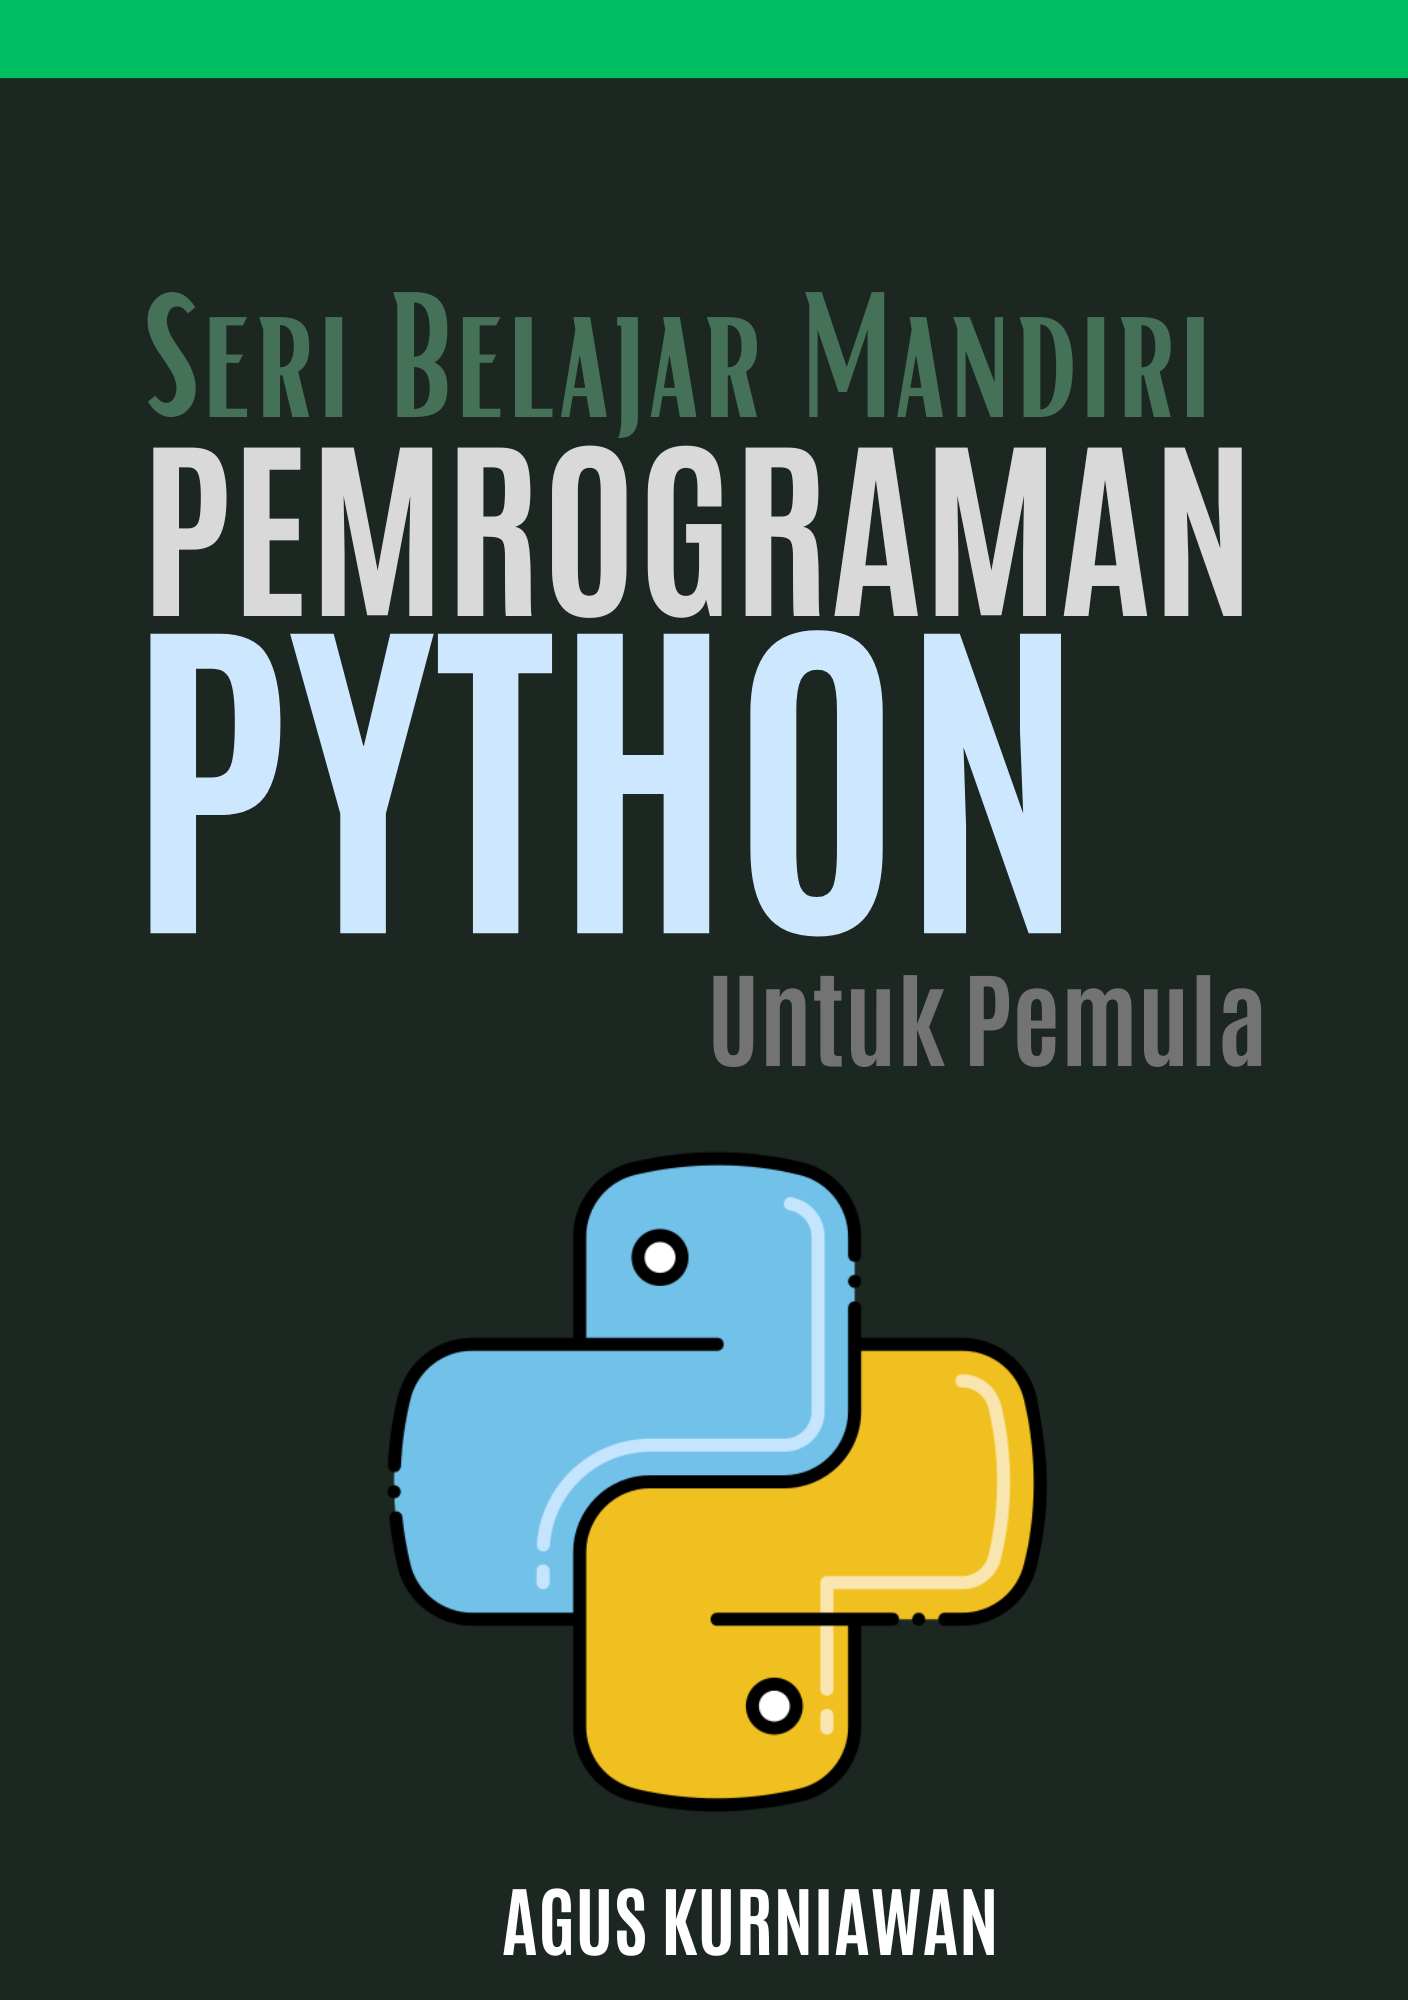 Seri Belajar Mandiri
PEMROGRAMAN
PYTHON
Untuk Pemula
AGUS KURNIAWAN